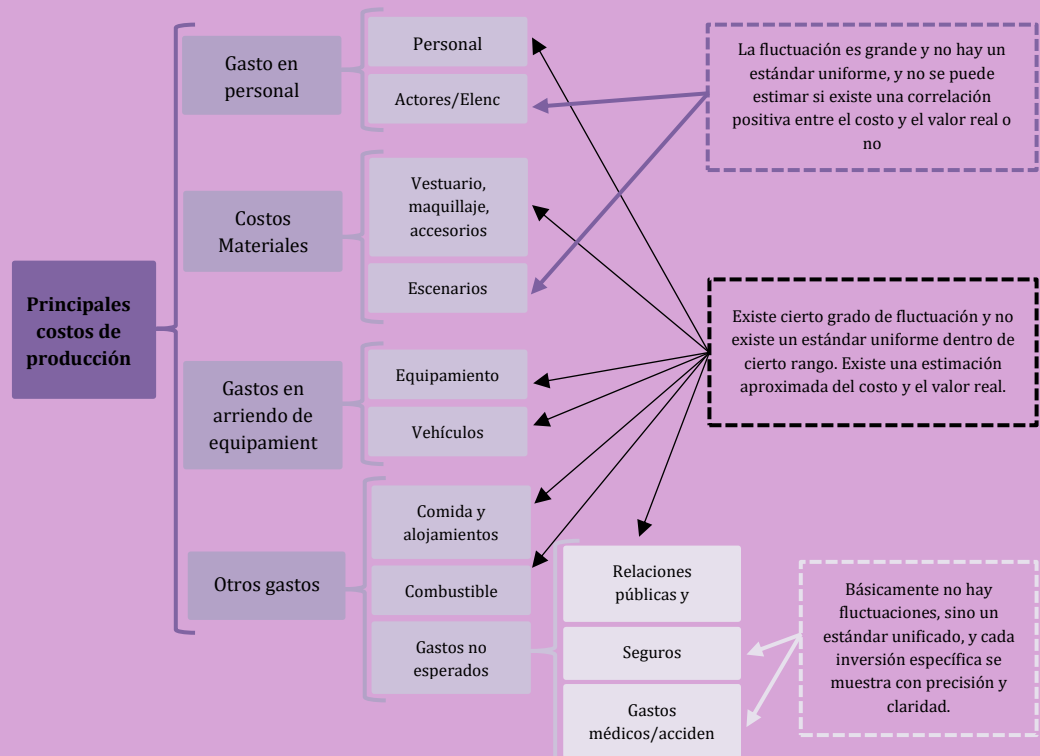 Principales
costos de
producción
Gasto en
personal
Personal
Actores/Elenc
Costos
Materiales
Vestuario,
maquillaje,
accesorios
Escenarios
Gastos en
arriendo de
equipamient
Equipamiento
Vehículos
Otros gastos
Comida y
alojamientos
Combustible
Gastos no
esperados
Relaciones
públicas y
Seguros
Gastos
médicos/acciden
La fluctuación es grande y no hay un
estándar uniforme, y no se puede
estimar si existe una correlación
positiva entre el costo y el valor real o
no
Existe cierto grado de fluctuación y no
existe un estándar uniforme dentro de
cierto rango. Existe una estimación
aproximada del costo y el valor real.
Básicamente no hay
fluctuaciones, sino un
estándar unificado, y cada
inversión específica se
muestra con precisión y
claridad.